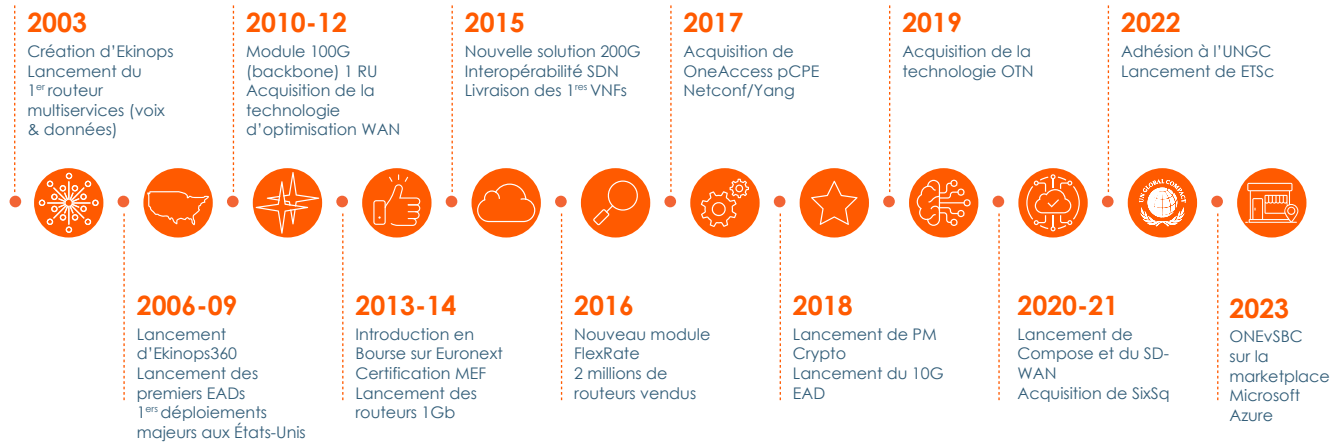 2003
Création d’Ekinops
Lancement du
1er routeur
multiservices (voix
& données)
2010-12
Module 100G
(backbone) 1 RU
Acquisition de la
technologie
d’optimisation WAN
2015
Nouvelle solution 200G
Interopérabilité SDN
Livraison des 1res VNFs
2017
Acquisition de
OneAccess pCPE
Netconf/Yang
2019
Acquisition de la
technologie OTN
2022
Adhésion à l’UNGC
Lancement de ETSc
UN GLOBAL COMPACT
2006-09
Lancement
d’Ekinops360
Lancement des
premiers EADs
1ers déploiements
majeurs aux États-Unis
2013-14
Introduction en
Bourse sur Euronext
Certification MEF
Lancement des
routeurs 1Gb
2016
Nouveau module
FlexRate
2 millions de
routeurs vendus
2018
Lancement de PM
Crypto
Lancement du 10G
EAD
2020-21
Lancement de
Compose et du SD-
WAN
Acquisition de SixSq
2023
ONEvSBC
sur la
marketplace
Microsoft
Azure